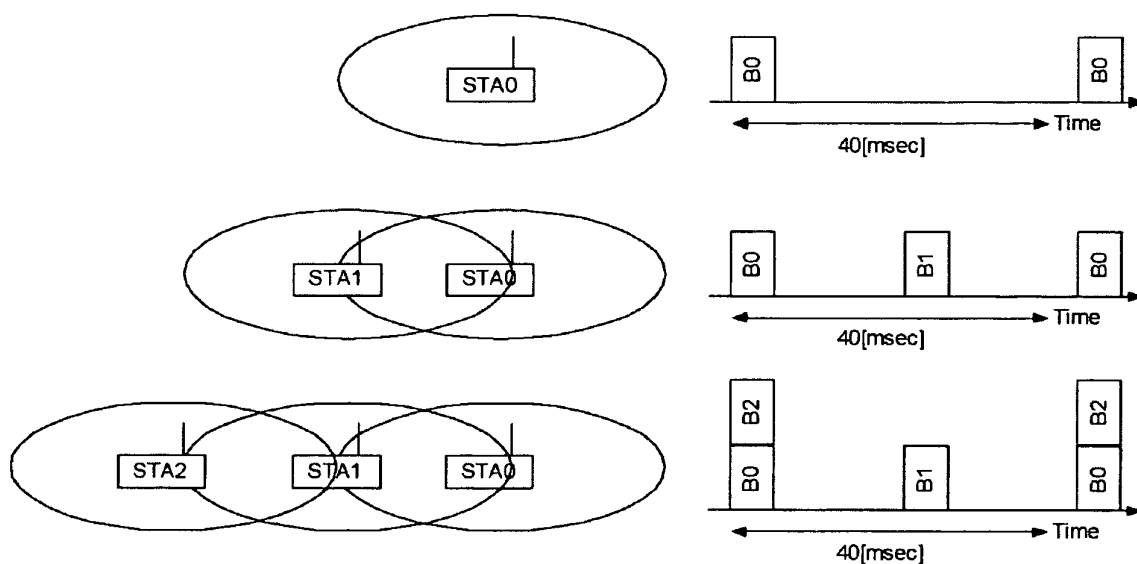 STA0
B0
B0
Time
40[msec]
STA1
STA0
B0
B1
B0
Time
40[msec]
STA2
STA1
STA0
B2
B2
B0
B1
B0
Time
40[msec]